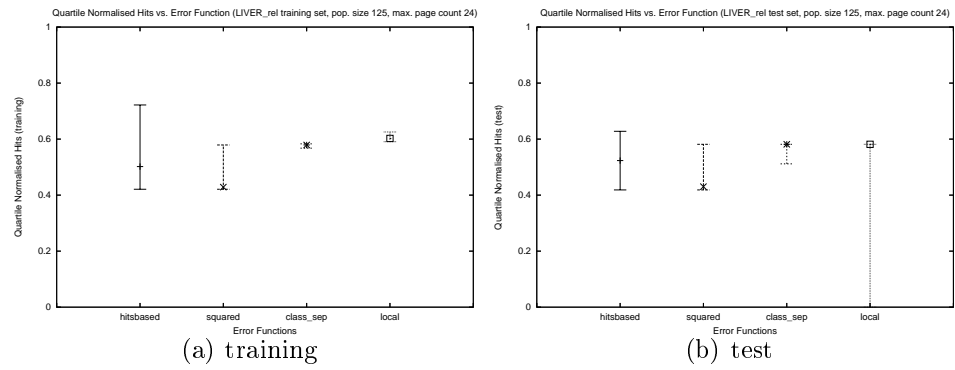 Quartile Normalised Hits vs. Error Function (LIVER_rel training set, pop. size 125, max. page count 24)
1
0.8
0.6
0.4
0.2
0
Quartile Normalised Hits (training)
hitsbased squared class_sep local
Error Functions
(a) training
Quartile Normalised Hits vs. Error Function (LIVER_rel test set, pop. size 125, max. page count 24)
1
0.8
0.6
0.4
0.2
0
Quartile Normalised Hits (test)
hitsbased squared class_sep local
Error Functions
(b) test